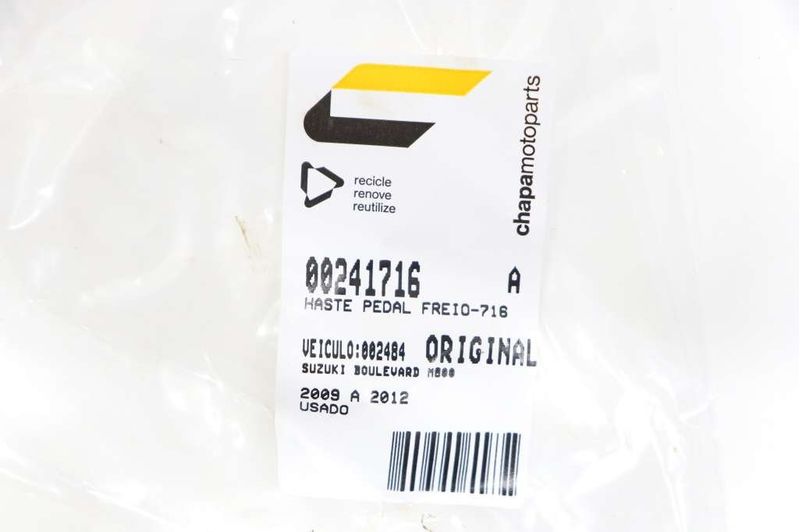 chapamotoparts
recicle
renove
reutilize
00241716 A
HASTE PEDAL FREIO-716
VEICULO:002484 ORIGINAL
SUZUKI BOULEVARD M800
2009 A 2012
USADO